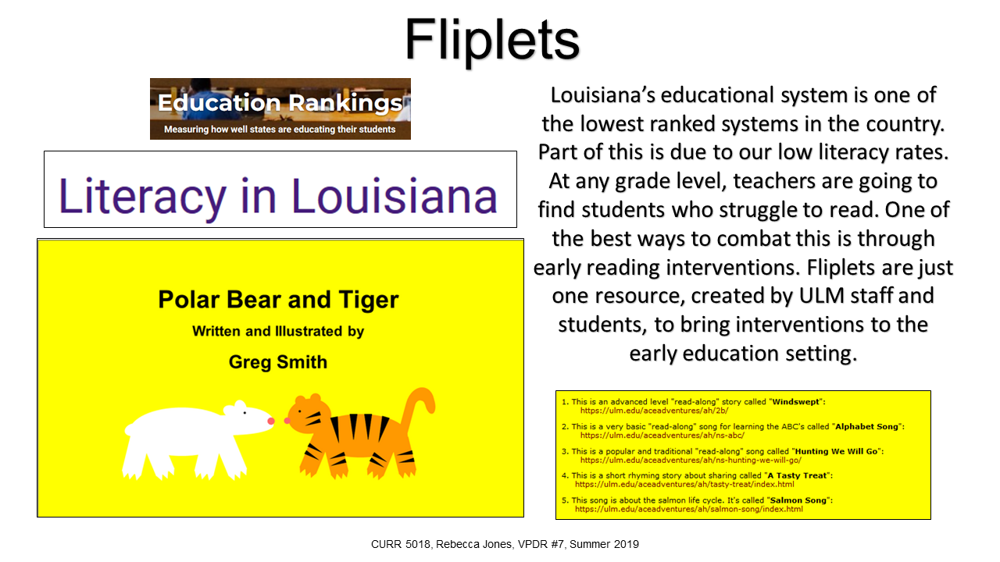 Fliplets
Education Rankings
Measuring how well states are educating their students
Literacy in Louisiana
Polar Bear and Tiger
Written and Illustrated by
Greg Smith
Louisiana’s educational system is one of
the lowest ranked systems in the country.
Part of this is due to our low literacy rates.
At any grade level, teachers are going to
find students who struggle to read. One of
the best ways to combat this is through
early reading interventions. Fliplets are just
one resource, created by ULM staff and
students, to bring interventions to the
early education setting.
1. This is an advanced level "read-along" story called "Windswept":
https://ulm.edu/aceadventures/ah/2b/
2. This is a very basic "read-along" song for learning the ABC's called "Alphabet Song":
https://ulm.edu/aceadventures/ah/ns-abc/
3. This is a popular and traditional "read-along" song called "Hunting We Will Go":
https://ulm.edu/aceadventures/ah/ns-hunting-we-will-go/
4. This is a short rhyming story about sharing called "A Tasty Treat":
https://ulm.edu/aceadventures/ah/tasty-treat/index.html
5. This song is about the salmon life cycle. It's called "Salmon Song":
https://ulm.edu/aceadventures/ah/salmon-song/index.html
CURR 5018, Rebecca Jones, VPDR #7, Summer 2019